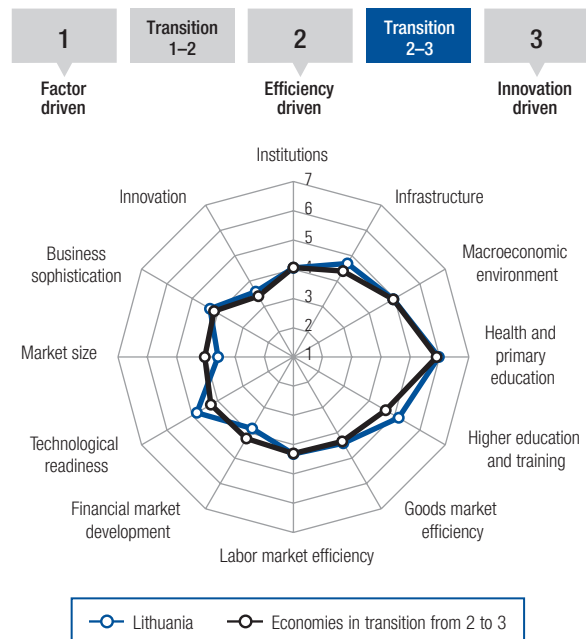 1
Transition
1–2
2
Transition
2–3
3
Factor
driven
Efficiency
driven
Innovation
driven
Institutions
Infrastructure
Macroeconomic
environment
Health and
primary
education
Higher education
and training
Goods market
efficiency
Labor market efficiency
Financial market
development
Technological
readiness
Market size
Business
sophistication
Innovation
7
6
5
4
3
2
1
Lithuania
Economies in transition from 2 to 3